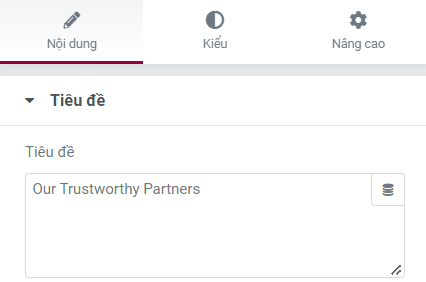 Nội dung
Kiểu
Nâng cao
Tiêu đề
Tiêu đề
Our Trustworthy Partners